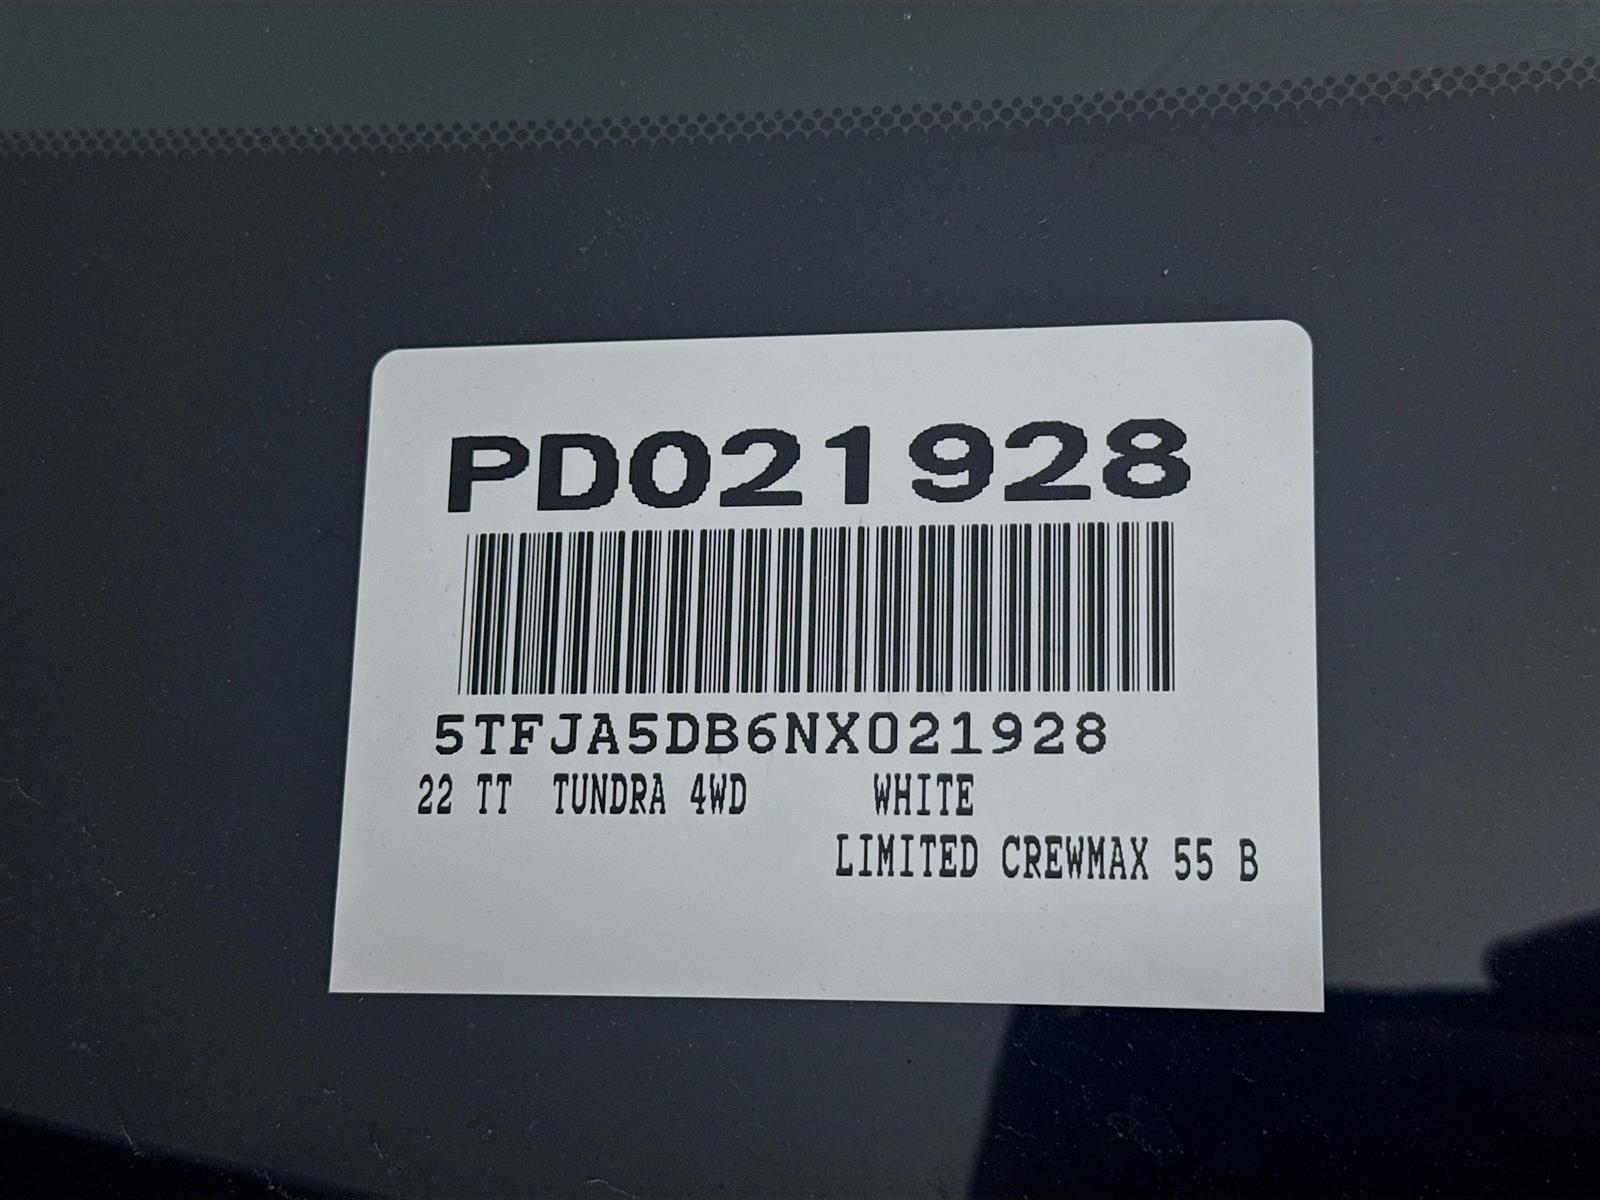 PD021928
5TFJA5DB6NX021928
22 TT TUNDRA 4WD WHITE
LIMITED CREWMAX 55 B